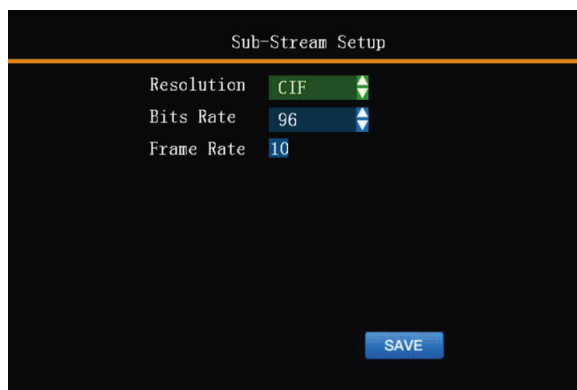 Sub-Stream Setup
Resolution CIF
Bits Rate 96
Frame Rate 10
SAVE